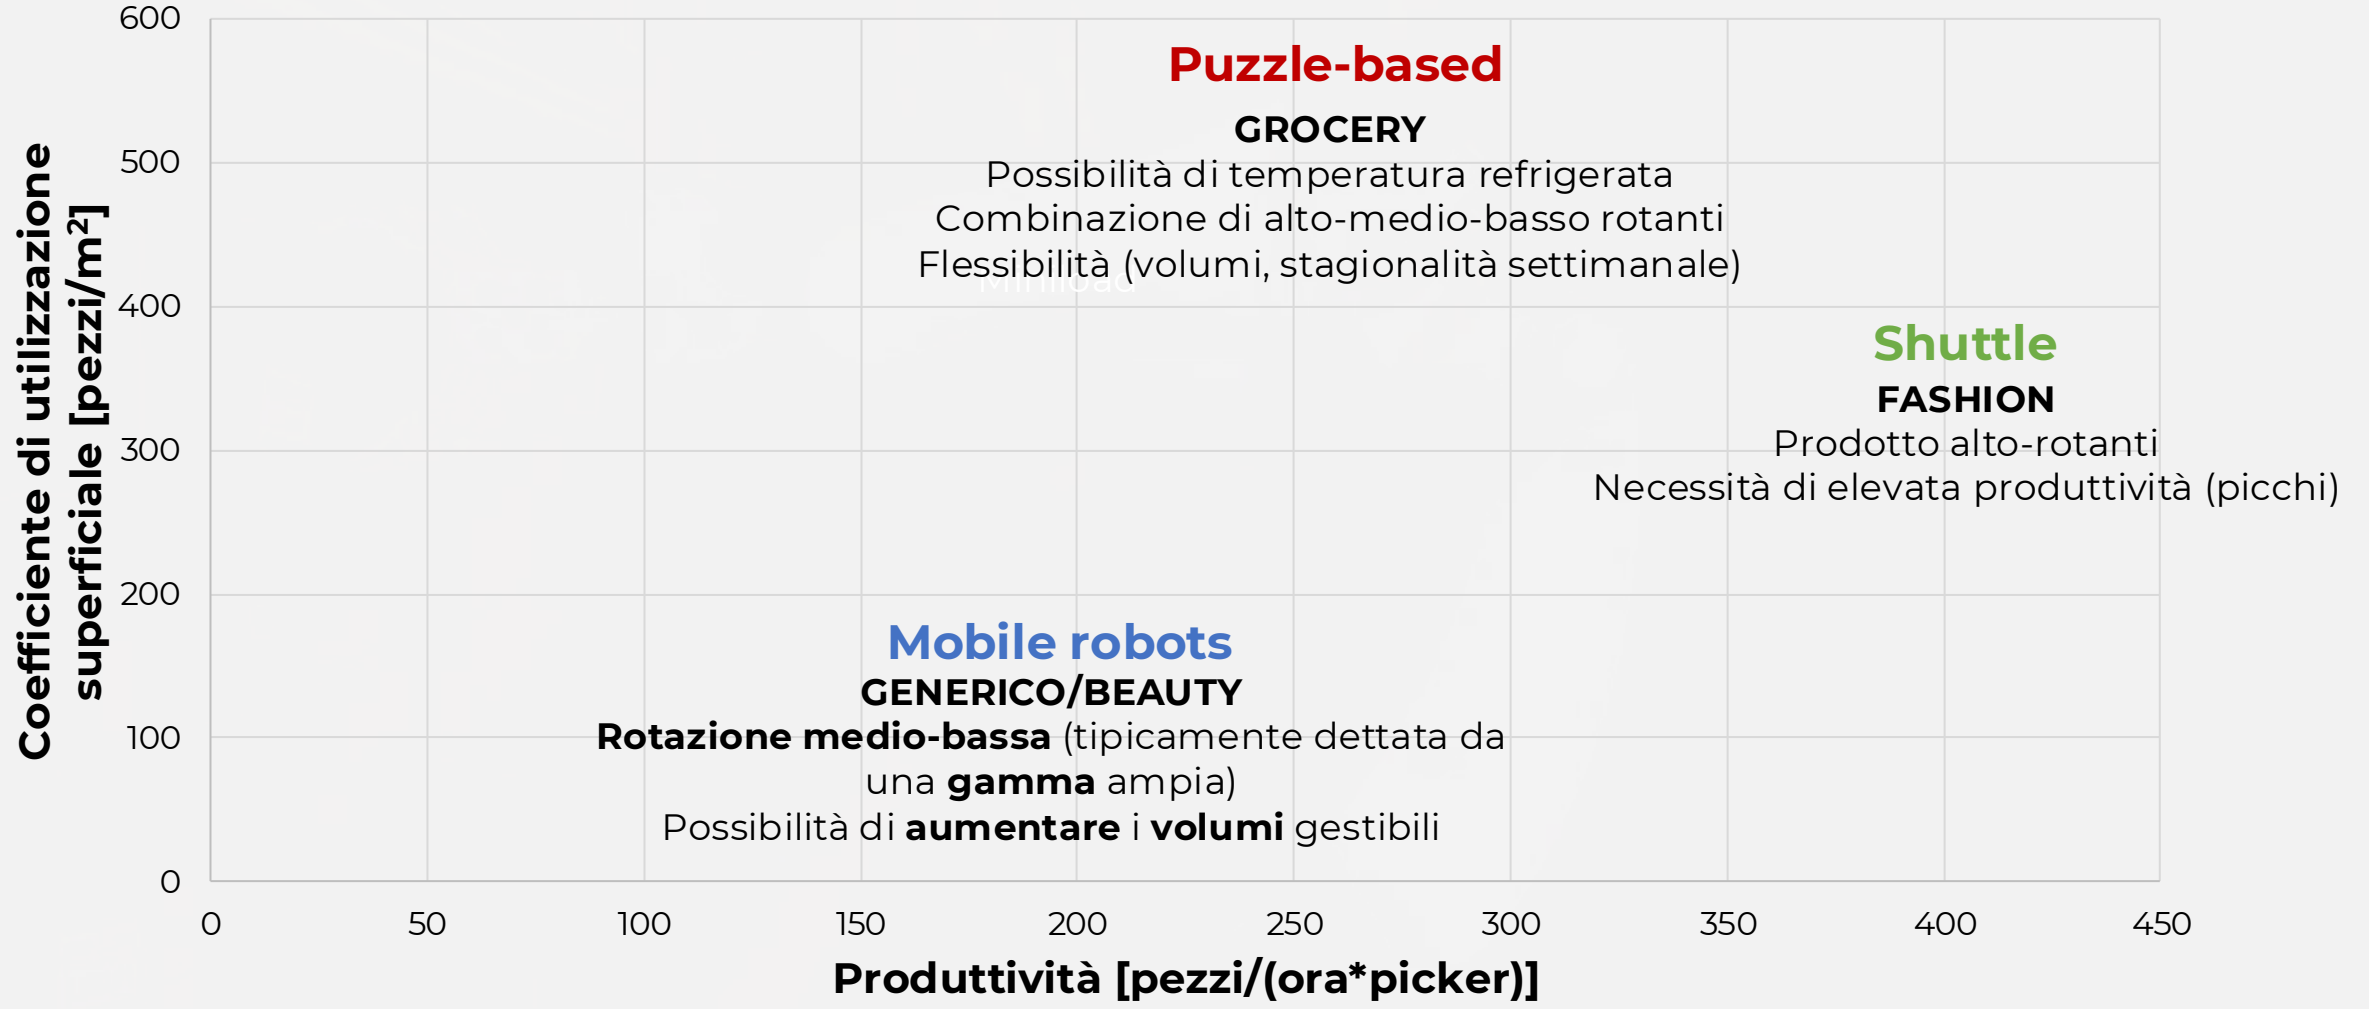 Coefficiente di utilizzazione
superficiale [pezzi/m²]
600
500
400
300
200
100
0
Puzzle-based
GROCERY
Possibilità di temperatura refrigerata
Combinazione di alto-medio-basso rotanti
Flessibilità (volumi, stagionalità settimanale)
Miniload
Shuttle
FASHION
Prodotto alto-rotanti
Necessità di elevata produttività (picchi)
Mobile robots
GENERICO/BEAUTY
Rotazione medio-bassa (tipicamente dettata da
una gamma ampia)
Possibilità di aumentare i volumi gestibili
0 50 100 150 200 250 300 350 400 450
Produttività [pezzi/(ora*picker)]